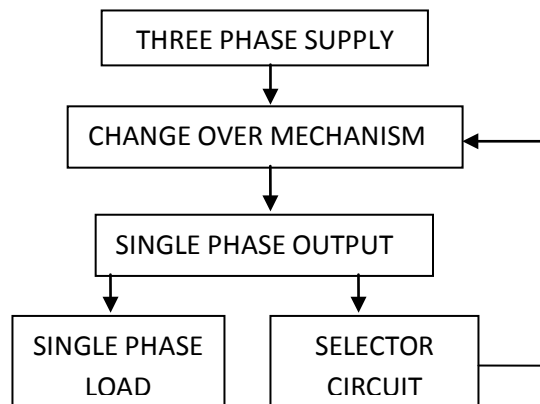 THREE PHASE SUPPLY
CHANGE OVER MECHANISM
SINGLE PHASE OUTPUT
SINGLE PHASE
LOAD
SELECTOR
CIRCUIT